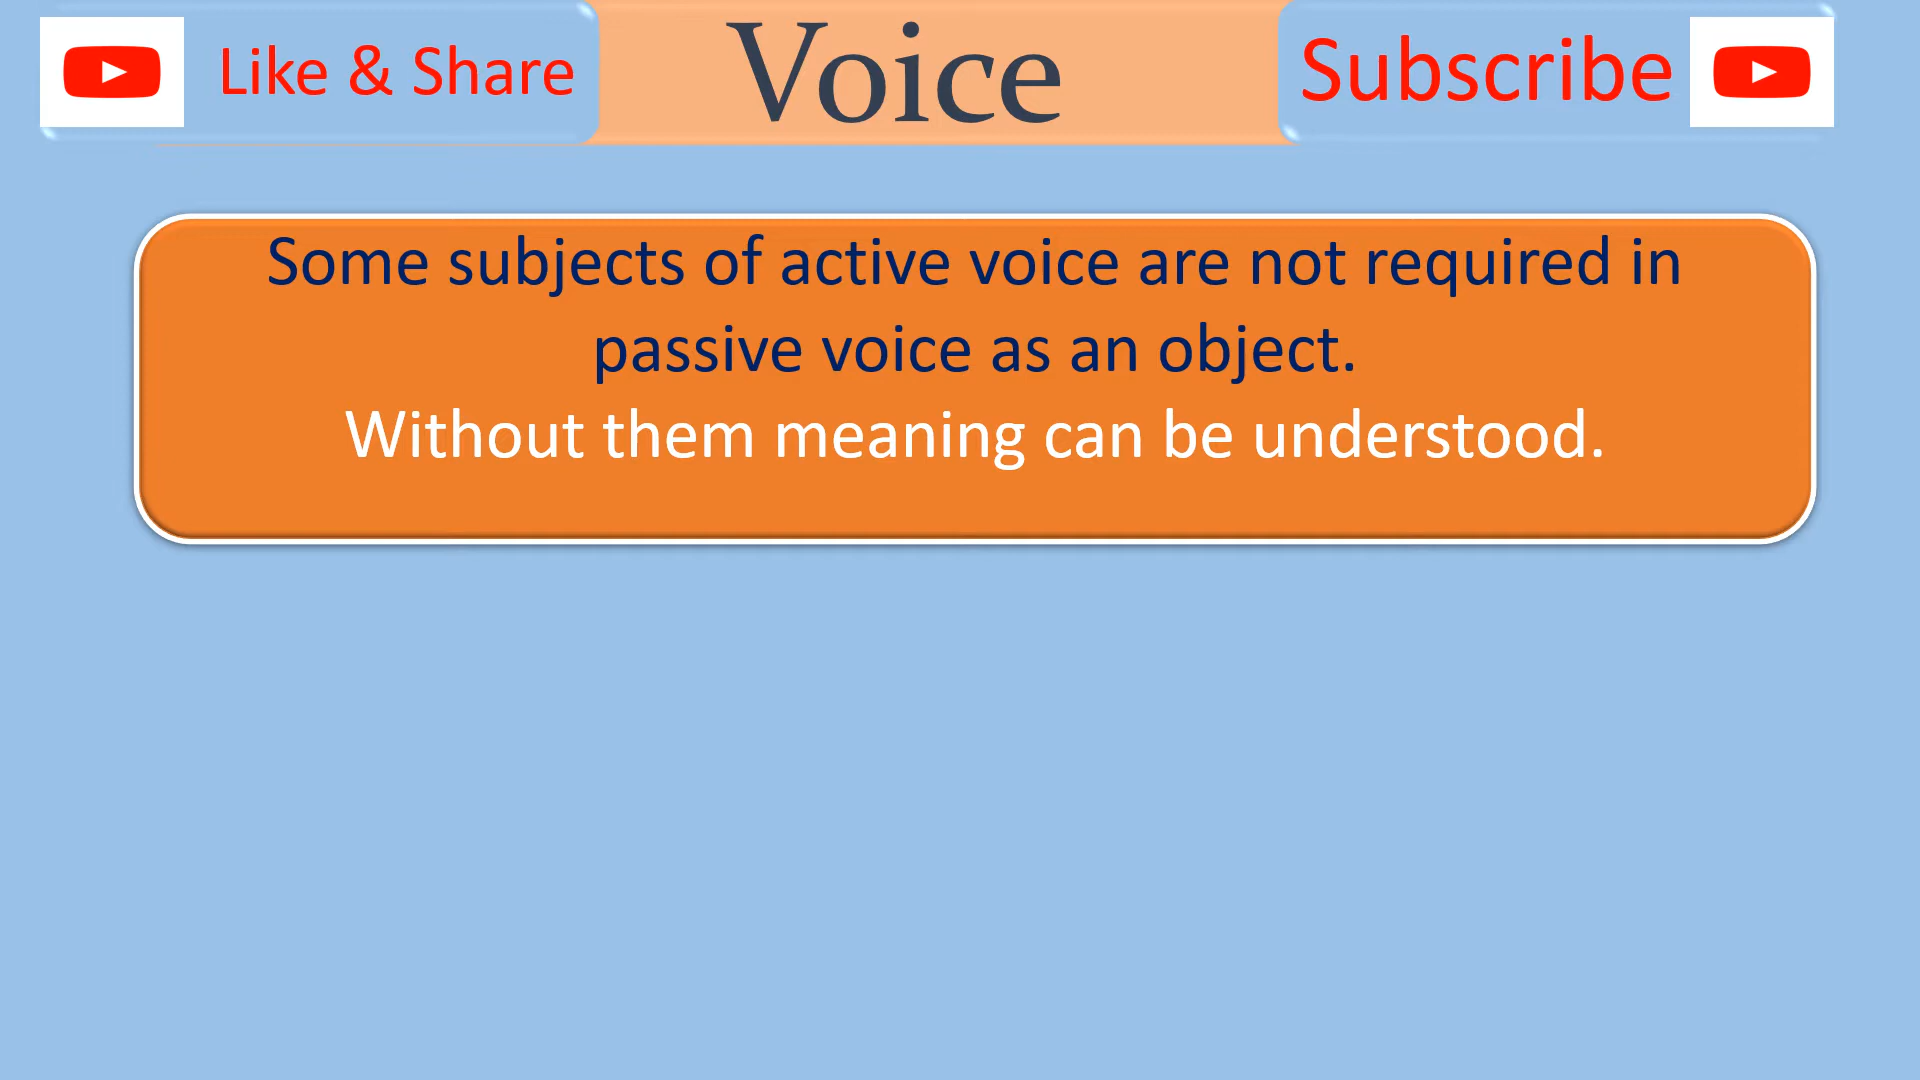 Like & Share
Voice
Subscribe
Some subjects of active voice are not required in
passive voice as an object.
Without them meaning can be understood.